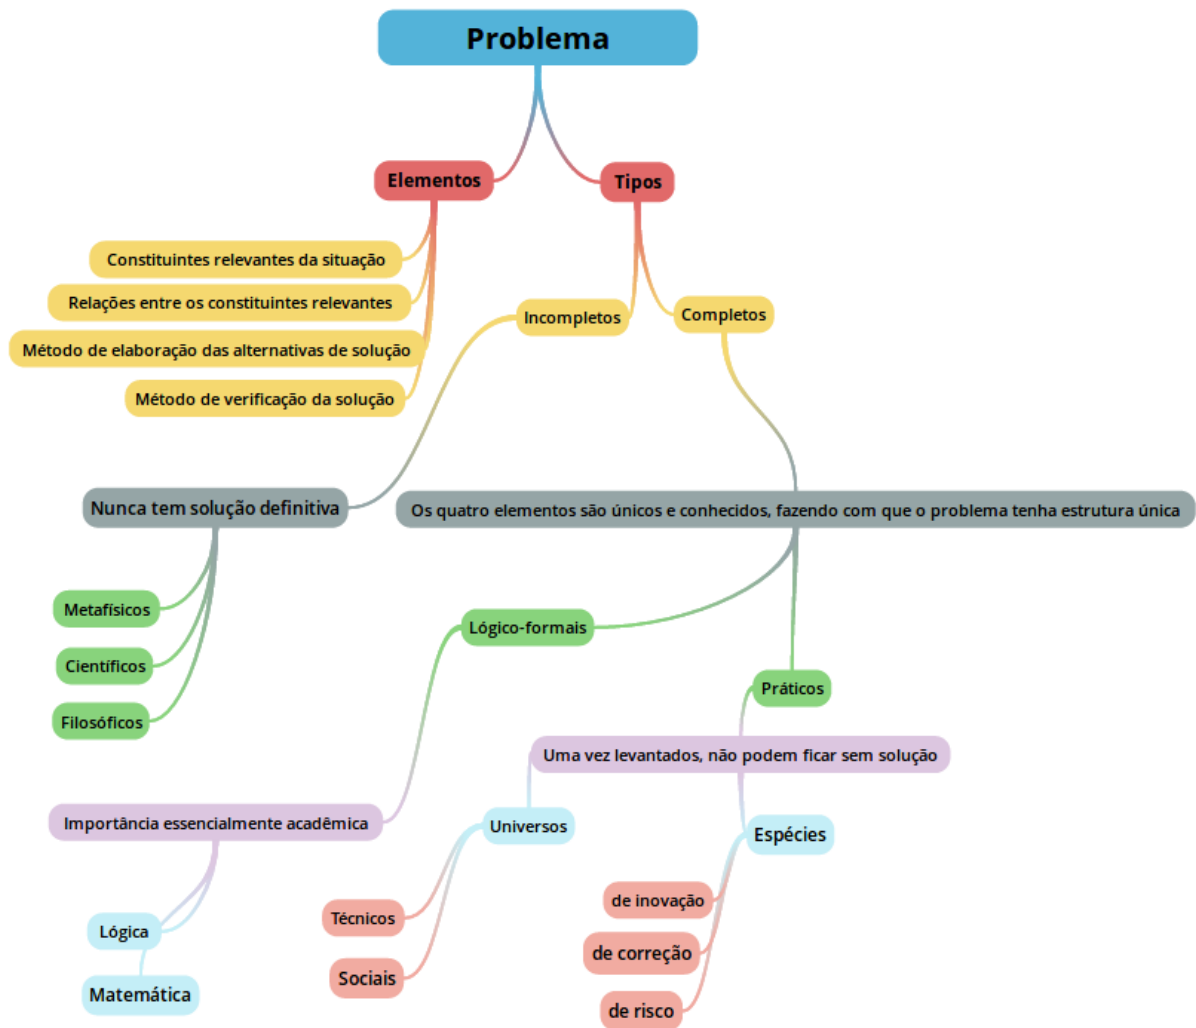 Problema
Elementos
Tipos
Constituintes relevantes da situação
Relações entre os constituintes relevantes
Incompletos
Completos
Método de elaboração das alternativas de solução
Método de verificação da solução
Nunca tem solução definitiva
Os quatro elementos são únicos e conhecidos, fazendo com que o problema tenha estrutura única
Metafísicos
Lógico-formais
Científicos
Práticos
Filosóficos
Uma vez levantados, não podem ficar sem solução
Importância essencialmente acadêmica
Universos
Espécies
de inovação
Técnicos
Lógica
de correção
Sociais
Matemática
de risco